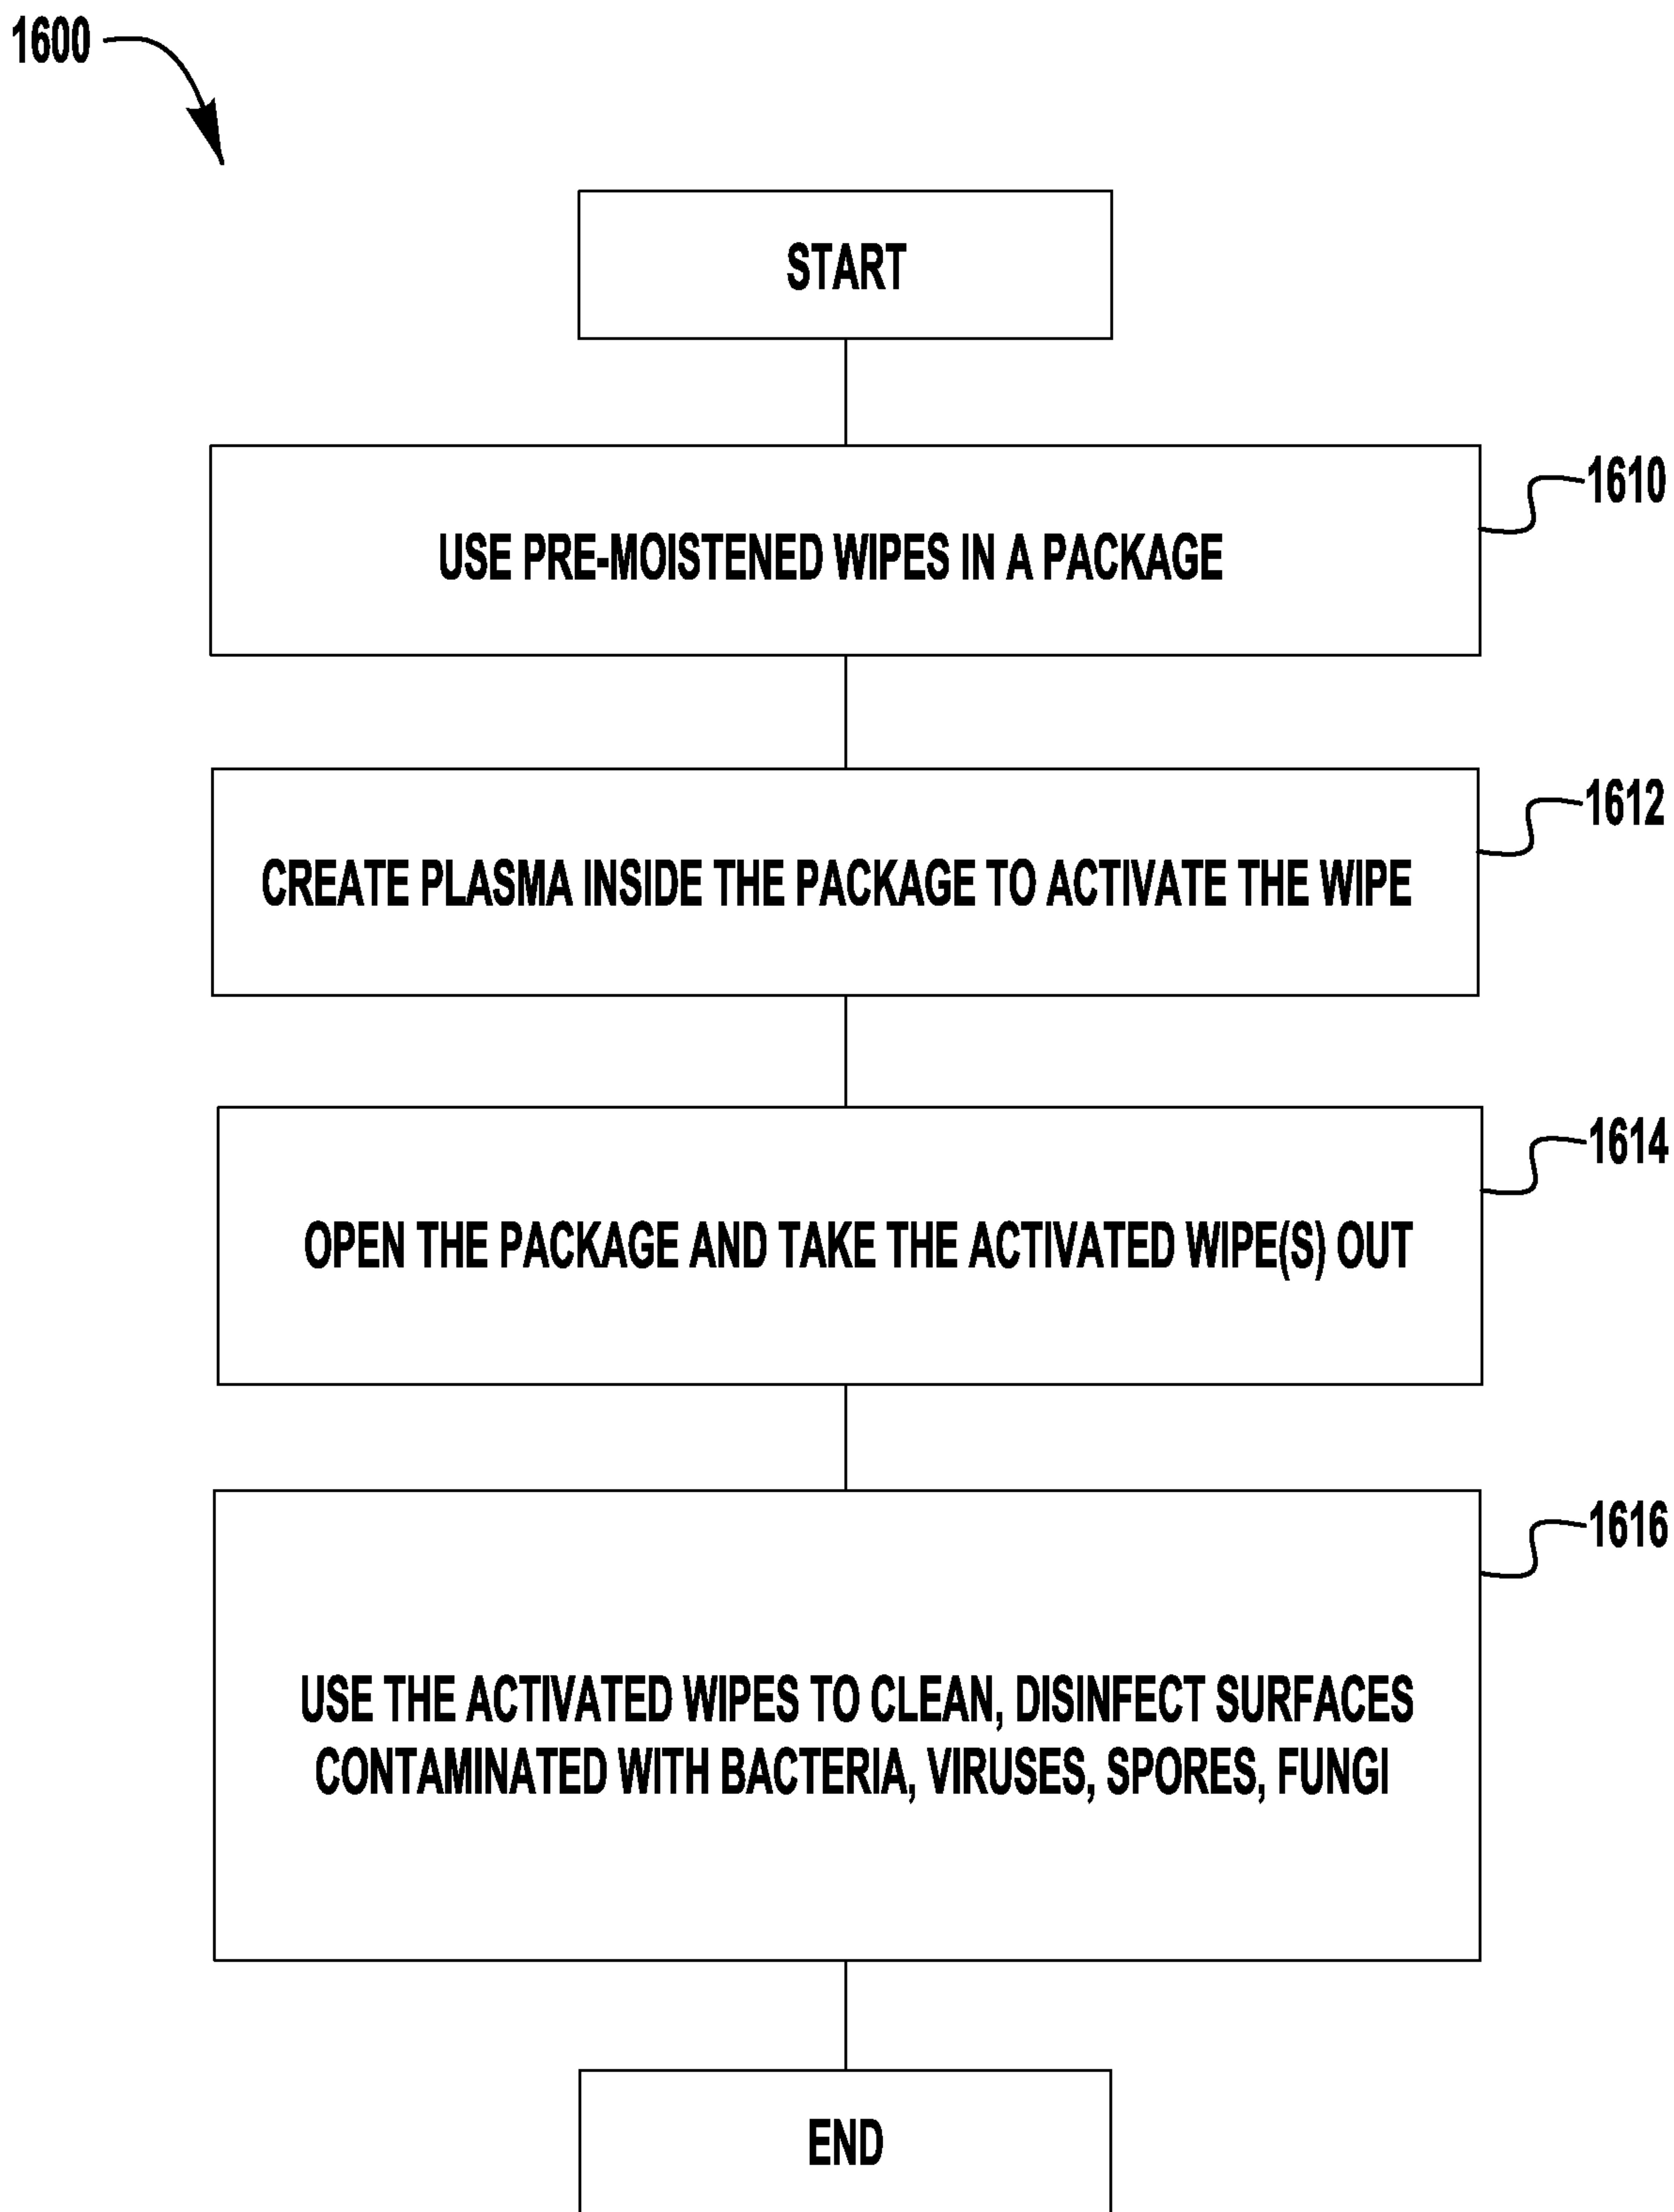 1600
START
1610
USE PRE-MOISTENED WIPES IN A PACKAGE
1612
CREATE PLASMA INSIDE THE PACKAGE TO ACTIVATE THE WIPE
1614
OPEN THE PACKAGE AND TAKE THE ACTIVATED WIPE(S) OUT
1616
USE THE ACTIVATED WIPES TO CLEAN, DISINFECT SURFACES
CONTAMINATED WITH BACTERIA, VIRUSES, SPORES, FUNGI
END